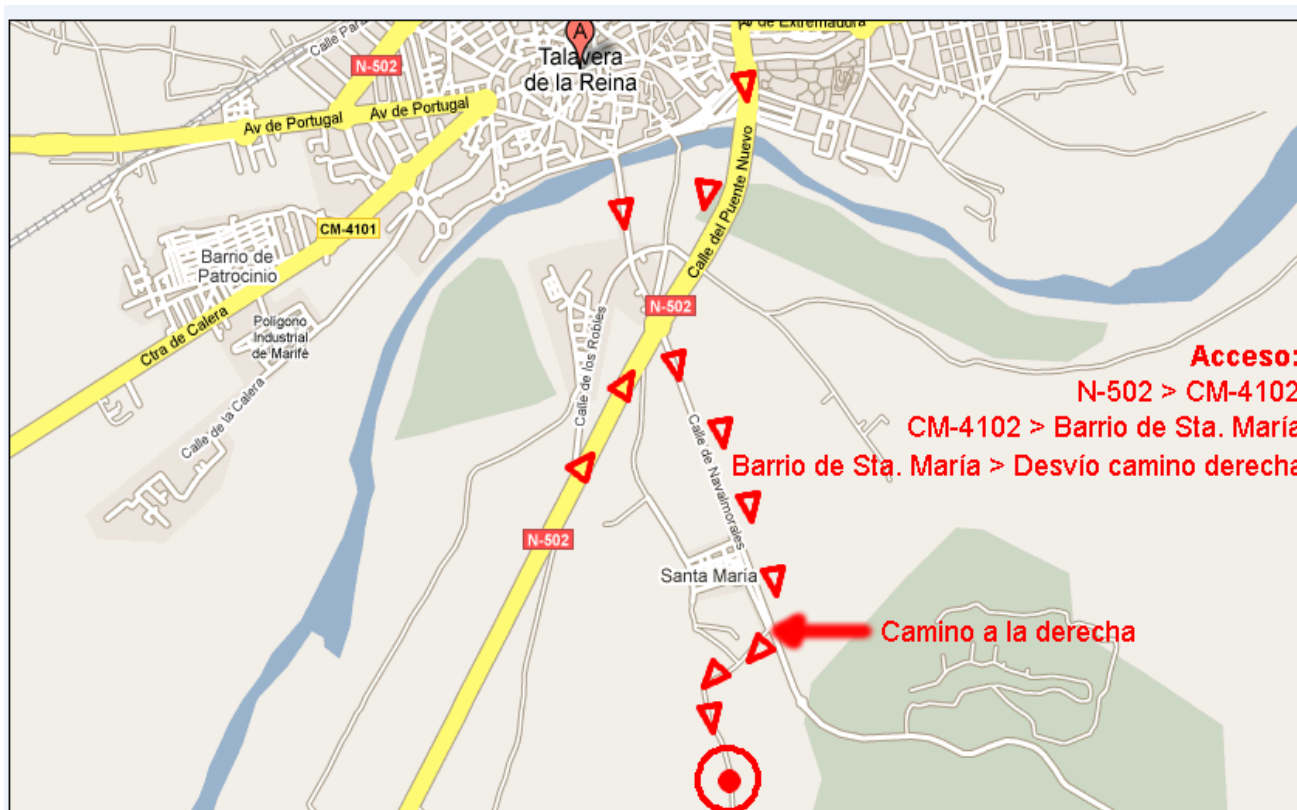 Av de Extremadura
Calle Para
N-502
A
Talavera
de la Reina
Av de Portugal
Av de Portugal
Calle del Puente Nuevo
CM-4101
Barrio de
Patrocinio
Ctra de Calera
Polígono
Industrial
de Marifé
Calle de la Calera
Calle de los Robles
N-502
Acceso:
N-502 > CM-4102
CM-4102 > Barrio de Sta. María
Barrio de Sta. María > Desvío camino derecha
Calle de Navalmorales
N-502
Santa María
Camino a la derecha